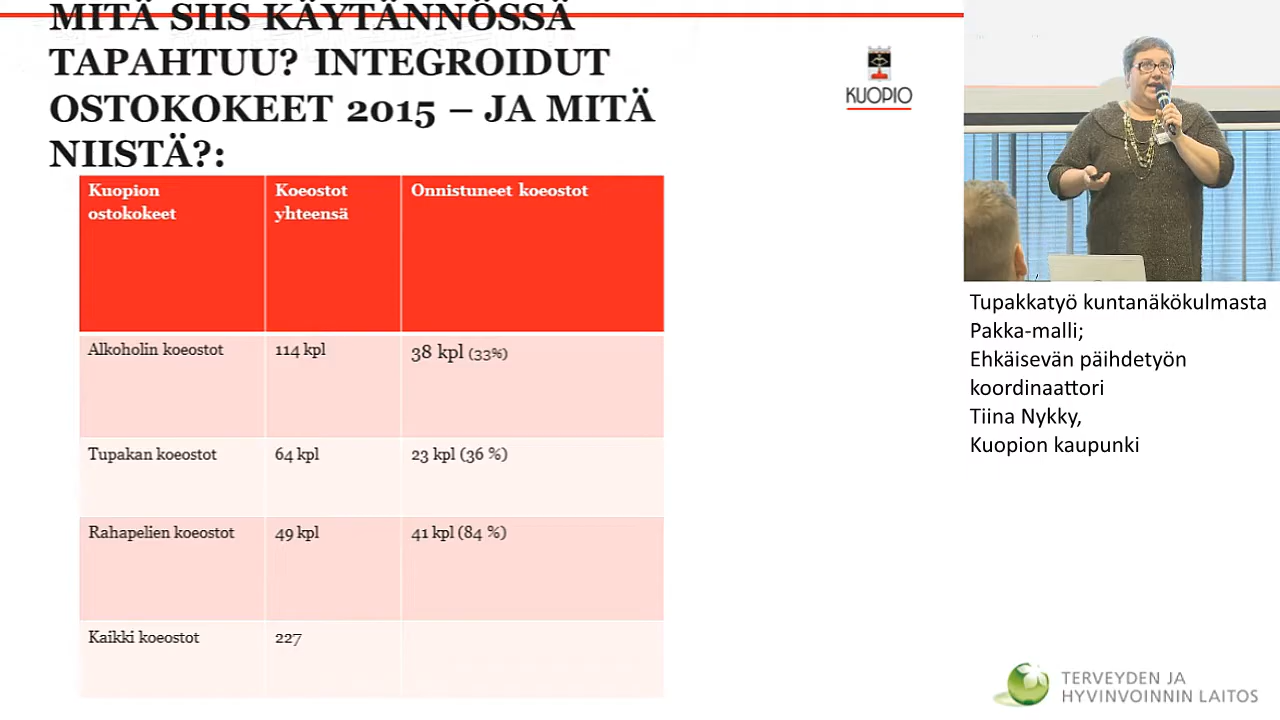 MITÄ SIIS KÄYTÄNNÖSSÄ
TAPAHTUU? INTEGROIDUT
OSTOKOKEET 2015 – JA MITÄ
NIISTÄ?:
KUOPIO
Kuopion
ostokokeet
Koeostot
yhteensä
Onnistuneet koeostot
Alkoholin koeostot
114 kpl
38 kpl (33%)
Tupakan koeostot
64 kpl
23 kpl (36 %)
Rahapelien koeostot
49 kpl
41 kpl (84 %)
Kaikki koeostot
227
Tupakkatyö kuntanäkökulmasta
Pakka-malli;
Ehkäisevän päihdetyön
koordinaattori
Tiina Nykky,
Kuopion kaupunki
TERVEYDEN JA
HYVINVOINNIN LAITOS